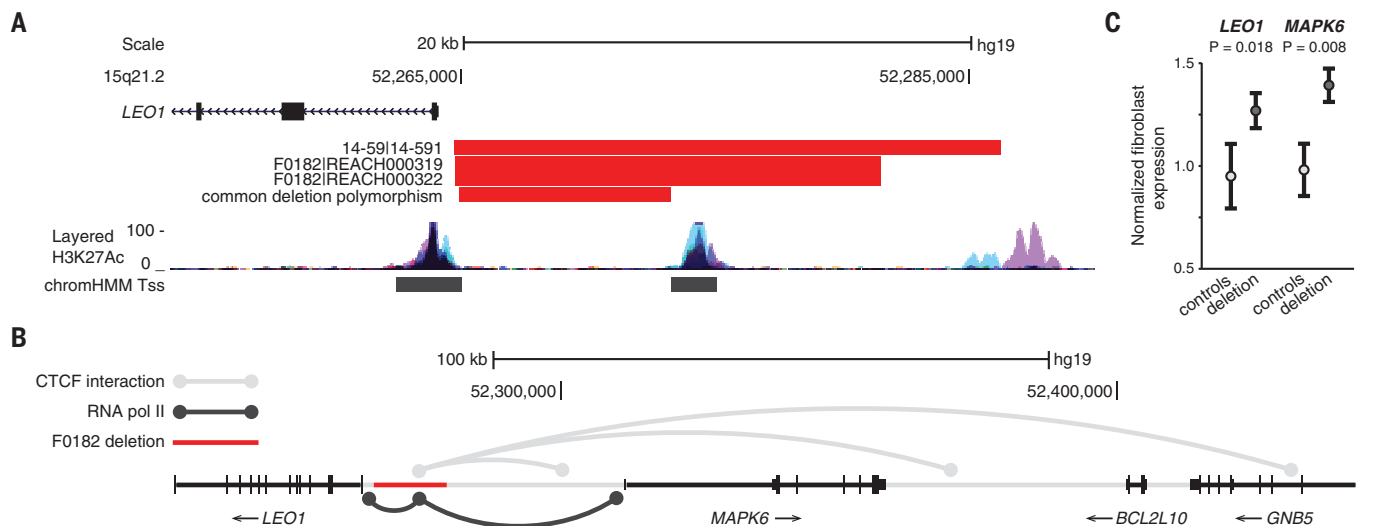 A
Scale 20 kb hg19
15q21.2 52,265,000 52,285,000
LEO1
14-59|14-591
F0182|REACH000319
F0182|REACH000322
common deletion polymorphism
Layered H3K27Ac
100 -
0 _
chromHMM Tss
C
LEO1 MAPK6
P = 0.018 P = 0.008
Normalized fibroblast expression
1.5
1.0
0.5
controls deletion controls deletion
B
100 kb hg19
52,300,000 52,400,000
CTCF interaction
RNA pol II
F0182 deletion
LEO1 MAPK6 BCL2L10 GNB5